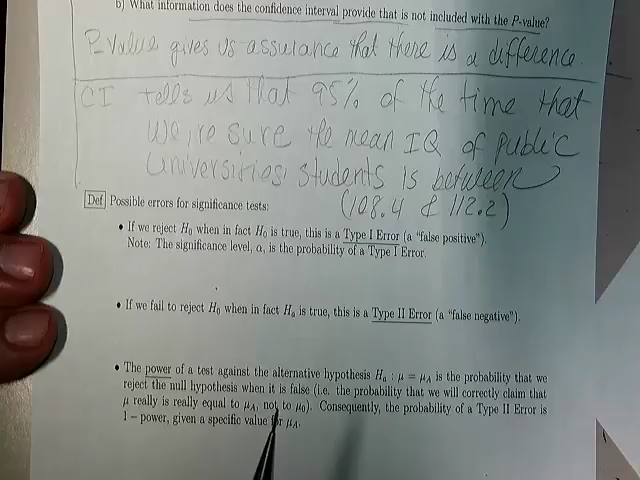 b) What information does the confidence interval provide that is not included with the P-value?
P-value gives us assurance that there is a difference.
CI tells us that 95% of the time that
we're sure the mean IQ of public
Universities students is between
(108.4 & 112.2)
Def Possible errors for significance tests:
• If we reject H₀ when in fact H₀ is true, this is a Type I Error (a “false positive”).
Note: The significance level, α, is the probability of a Type I Error.
• If we fail to reject H₀ when in fact Hₐ is true, this is a Type II Error (a “false negative”).
• The power of a test against the alternative hypothesis Hₐ : μ = μ_A is the probability that we
reject the null hypothesis when it is false (i.e. the probability that we will correctly claim that
μ really is really equal to μ_A, not to μ₀). Consequently, the probability of a Type II Error is
1 − power, given a specific value for μ_A.